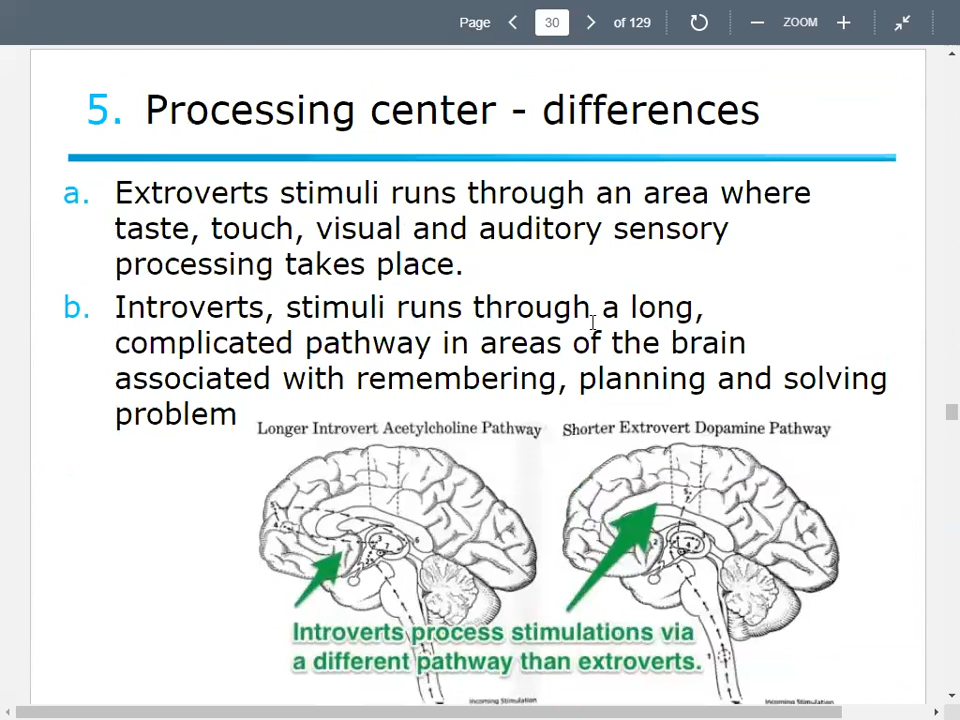 Page 30 of 129 ZOOM
5. Processing center - differences
a. Extroverts stimuli runs through an area where
taste, touch, visual and auditory sensory
processing takes place.
b. Introverts, stimuli runs through a long,
complicated pathway in areas of the brain
associated with remembering, planning and solving
problem
Longer Introvert Acetylcholine Pathway Shorter Extrovert Dopamine Pathway
Introverts process stimulations via
a different pathway than extroverts.
Incoming Stimulation Incoming Stimulation